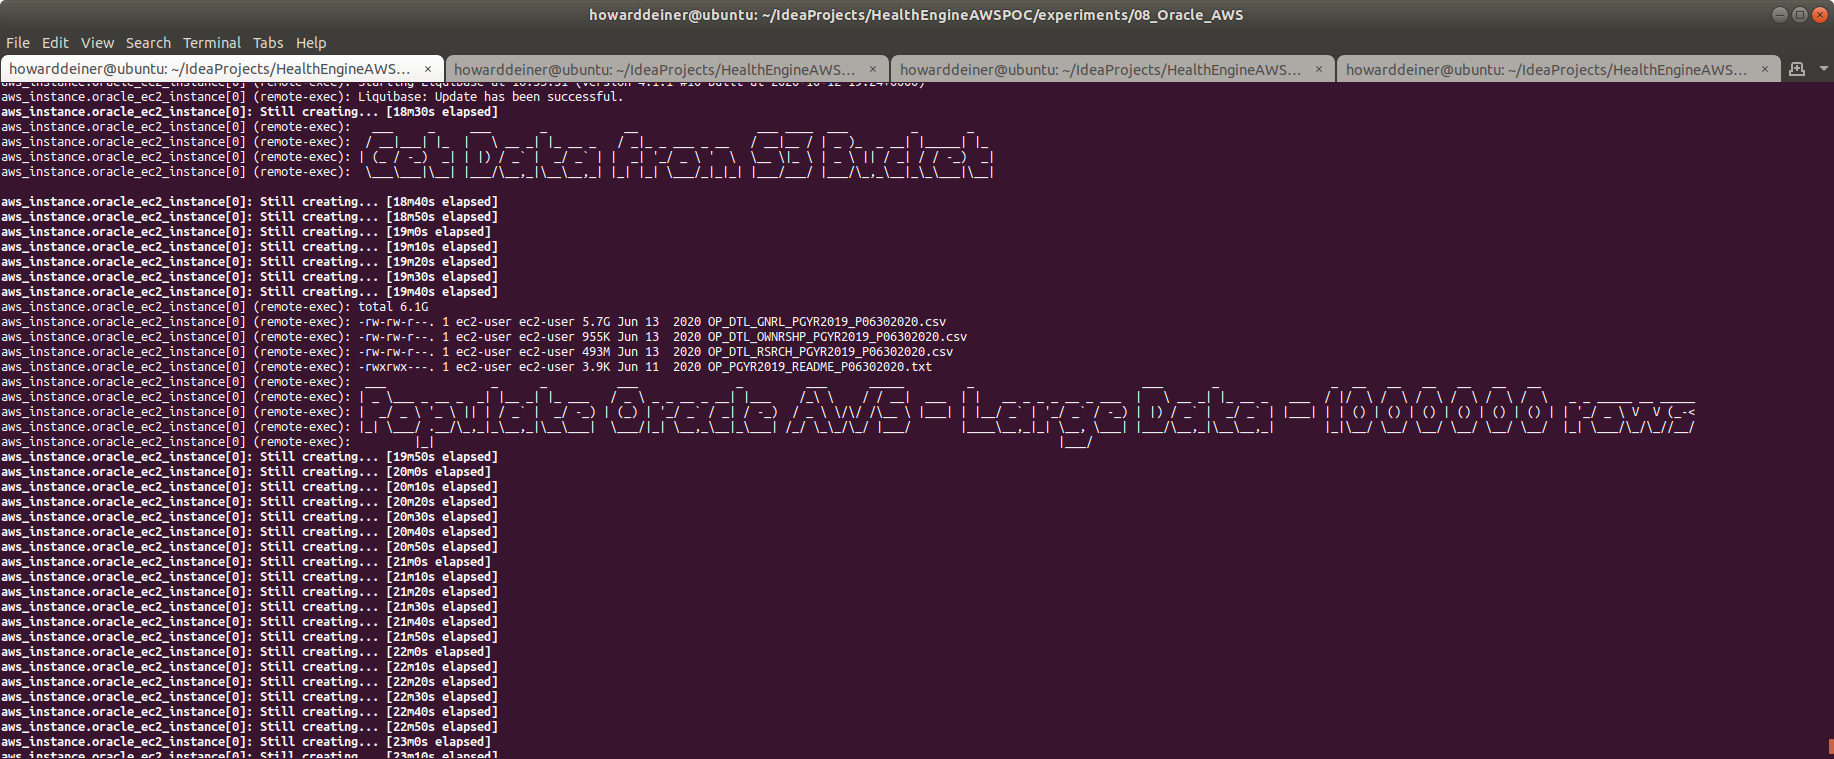 howarddeiner@ubuntu: ~/IdeaProjects/HealthEngineAWSPOC/experiments/08_Oracle_AWS
File Edit View Search Terminal Tabs Help
howarddeiner@ubuntu: ~/IdeaProjects/HealthEngineAWS... × howarddeiner@ubuntu: ~/IdeaProjects/HealthEngineAWS... × howarddeiner@ubuntu: ~/IdeaProjects/HealthEngineAWS... × howarddeiner@ubuntu: ~/IdeaProjects/HealthEngineAWS... ×
aws_instance.oracle_ec2_instance[0] (remote-exec): Starting Liquibase at
aws_instance.oracle_ec2_instance[0] (remote-exec): Liquibase: Update has been successful.
aws_instance.oracle_ec2_instance[0]: Still creating... [18m30s elapsed]
aws_instance.oracle_ec2_instance[0] (remote-exec):
aws_instance.oracle_ec2_instance[0] (remote-exec): Get Data from S3 Bucket
aws_instance.oracle_ec2_instance[0] (remote-exec):
aws_instance.oracle_ec2_instance[0] (remote-exec):
aws_instance.oracle_ec2_instance[0]: Still creating... [18m40s elapsed]
aws_instance.oracle_ec2_instance[0]: Still creating... [18m50s elapsed]
aws_instance.oracle_ec2_instance[0]: Still creating... [19m0s elapsed]
aws_instance.oracle_ec2_instance[0]: Still creating... [19m10s elapsed]
aws_instance.oracle_ec2_instance[0]: Still creating... [19m20s elapsed]
aws_instance.oracle_ec2_instance[0]: Still creating... [19m30s elapsed]
aws_instance.oracle_ec2_instance[0]: Still creating... [19m40s elapsed]
aws_instance.oracle_ec2_instance[0] (remote-exec): total 6.1G
aws_instance.oracle_ec2_instance[0] (remote-exec): -rw-rw-r--. 1 ec2-user ec2-user 5.7G Jun 13  2020 OP_DTL_GNRL_PGYR2019_P06302020.csv
aws_instance.oracle_ec2_instance[0] (remote-exec): -rw-rw-r--. 1 ec2-user ec2-user 955K Jun 13  2020 OP_DTL_OWNRSHP_PGYR2019_P06302020.csv
aws_instance.oracle_ec2_instance[0] (remote-exec): -rw-rw-r--. 1 ec2-user ec2-user 493M Jun 13  2020 OP_DTL_RSRCH_PGYR2019_P06302020.csv
aws_instance.oracle_ec2_instance[0] (remote-exec): -rwxrwx---. 1 ec2-user ec2-user 3.9K Jun 11  2020 OP_PGYR2019_README_P06302020.txt
aws_instance.oracle_ec2_instance[0] (remote-exec):
aws_instance.oracle_ec2_instance[0] (remote-exec): Populate Oracle AWS - Large Data - 1000000 rows
aws_instance.oracle_ec2_instance[0] (remote-exec):
aws_instance.oracle_ec2_instance[0] (remote-exec):
aws_instance.oracle_ec2_instance[0] (remote-exec):
aws_instance.oracle_ec2_instance[0]: Still creating... [19m50s elapsed]
aws_instance.oracle_ec2_instance[0]: Still creating... [20m0s elapsed]
aws_instance.oracle_ec2_instance[0]: Still creating... [20m10s elapsed]
aws_instance.oracle_ec2_instance[0]: Still creating... [20m20s elapsed]
aws_instance.oracle_ec2_instance[0]: Still creating... [20m30s elapsed]
aws_instance.oracle_ec2_instance[0]: Still creating... [20m40s elapsed]
aws_instance.oracle_ec2_instance[0]: Still creating... [20m50s elapsed]
aws_instance.oracle_ec2_instance[0]: Still creating... [21m0s elapsed]
aws_instance.oracle_ec2_instance[0]: Still creating... [21m10s elapsed]
aws_instance.oracle_ec2_instance[0]: Still creating... [21m20s elapsed]
aws_instance.oracle_ec2_instance[0]: Still creating... [21m30s elapsed]
aws_instance.oracle_ec2_instance[0]: Still creating... [21m40s elapsed]
aws_instance.oracle_ec2_instance[0]: Still creating... [21m50s elapsed]
aws_instance.oracle_ec2_instance[0]: Still creating... [22m0s elapsed]
aws_instance.oracle_ec2_instance[0]: Still creating... [22m10s elapsed]
aws_instance.oracle_ec2_instance[0]: Still creating... [22m20s elapsed]
aws_instance.oracle_ec2_instance[0]: Still creating... [22m30s elapsed]
aws_instance.oracle_ec2_instance[0]: Still creating... [22m40s elapsed]
aws_instance.oracle_ec2_instance[0]: Still creating... [22m50s elapsed]
aws_instance.oracle_ec2_instance[0]: Still creating... [23m0s elapsed]
aws_instance.oracle_ec2_instance[0]: Still creating... [23m10s elapsed]